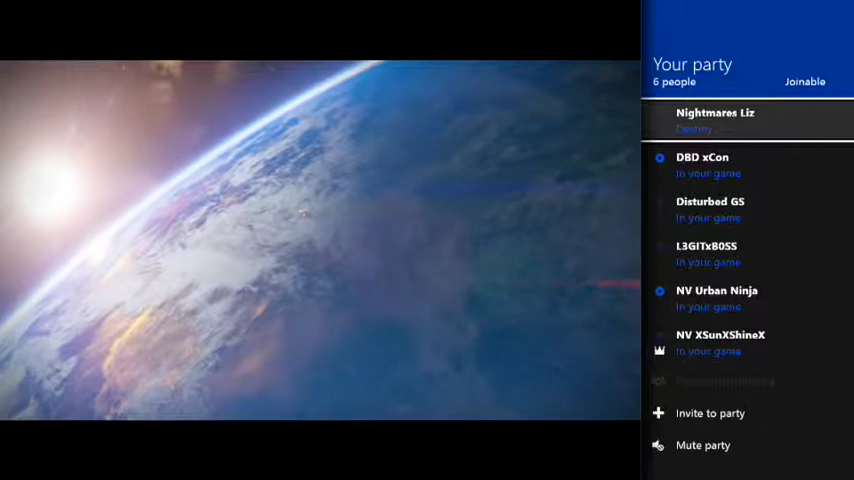 Your party
6 people Joinable
Nightmares Liz
Destiny
DBD xCon
In your game
Disturbed GS
In your game
L3GITxB0SS
In your game
NV Urban Ninja
In your game
NV XSunXShineX
In your game
Invite to party
Mute party